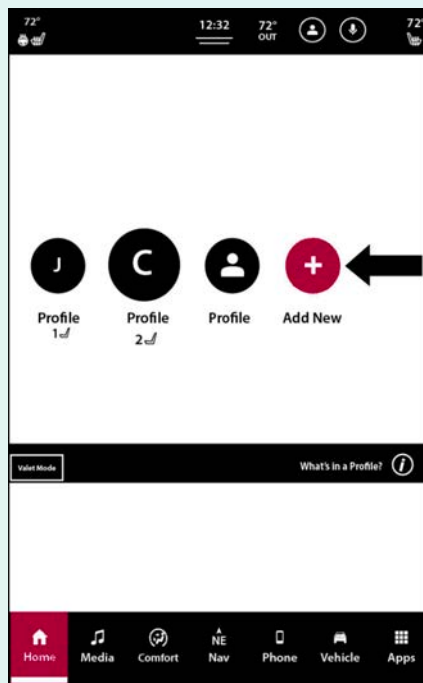 72°
12:32
72°
OUT
72°
J
C
Profile
1
Profile
2
Profile
Add New
Valet Mode
What's in a Profile?
i
NE
Home
Media
Comfort
Nav
Phone
Vehicle
Apps